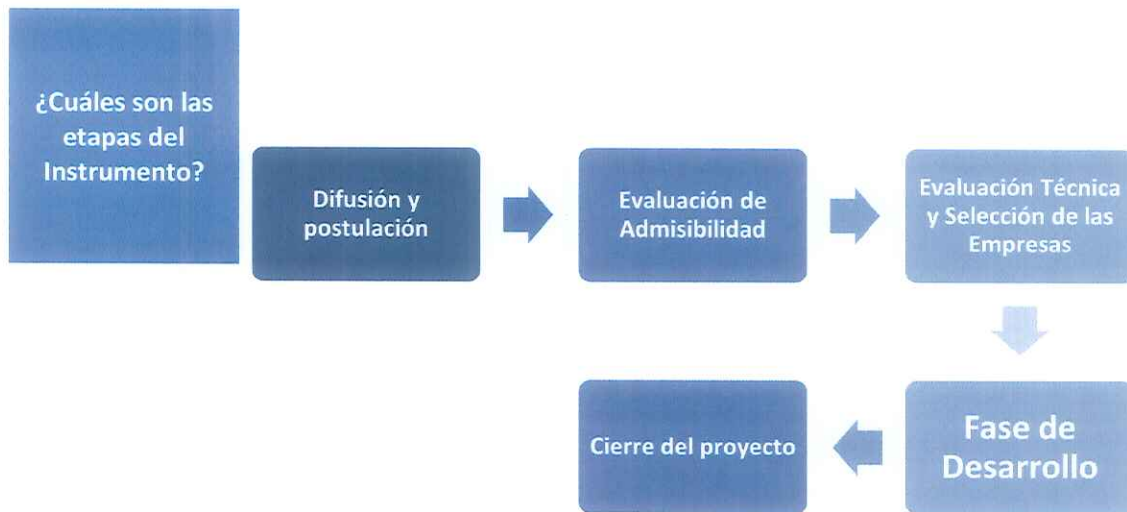 ¿Cuáles son las
etapas del
Instrumento?
Difusión y
postulación
Evaluación de
Admisibilidad
Evaluación Técnica
y Selección de las
Empresas
Fase de
Desarrollo
Cierre del proyecto